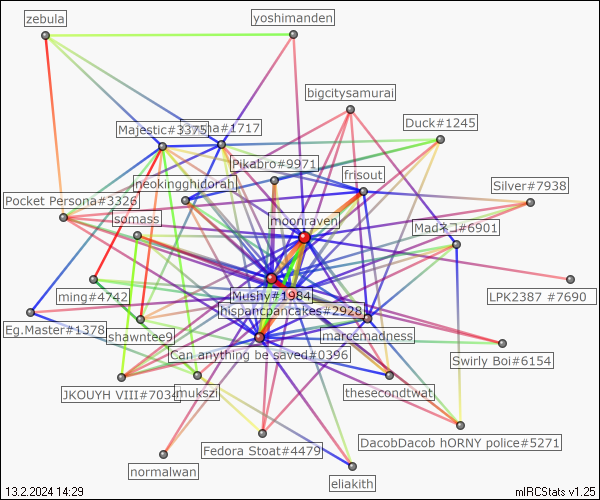 zebula
yoshimanden
bigcitysamurai
Duck#1245
Majestic#3375
#1717
Pikabro#9971
frisout
neokingghidorah
Silver#7938
Pocket Persona#3326
somass
moonraven
Madネコ#6901
ming#4742
Mushy#1984
LPK2387 #7690
hispancpancakes#2928
Eg.Master#1378
shawntee9
marcemadness
Can anything be saved#0396
Swirly Boi#6154
JKOUYH VIII#7034
mukszi
thesecondtwat
Fedora Stoat#4479
DacobDacob hORNY police#5271
normalwan
eliakith
13.2.2024 14:29
mIRCStats v1.25